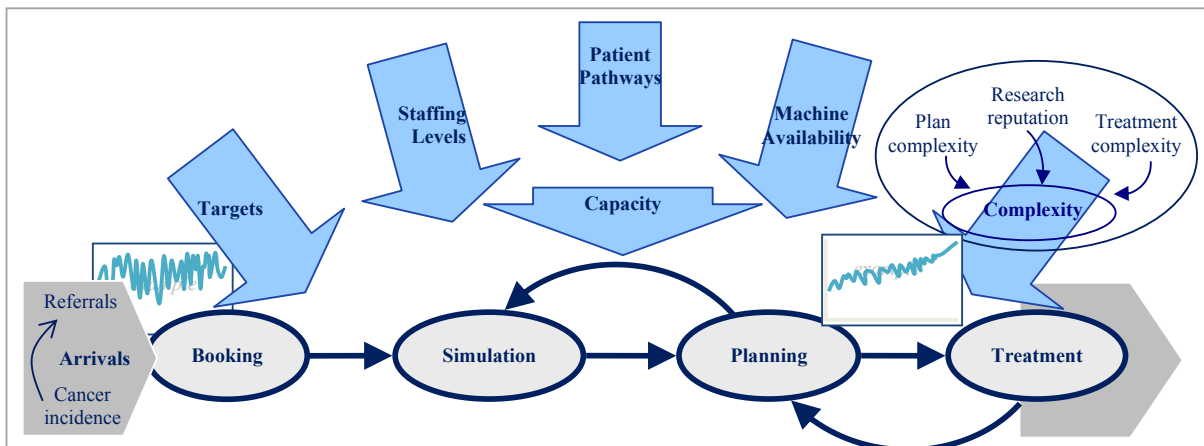 Patient
Pathways
Staffing
Levels
Machine
Availability
Research
reputation
Plan
complexity
Treatment
complexity
Targets
Capacity
Complexity
Referrals
Arrivals
Cancer
incidence
Booking
Simulation
Planning
Treatment